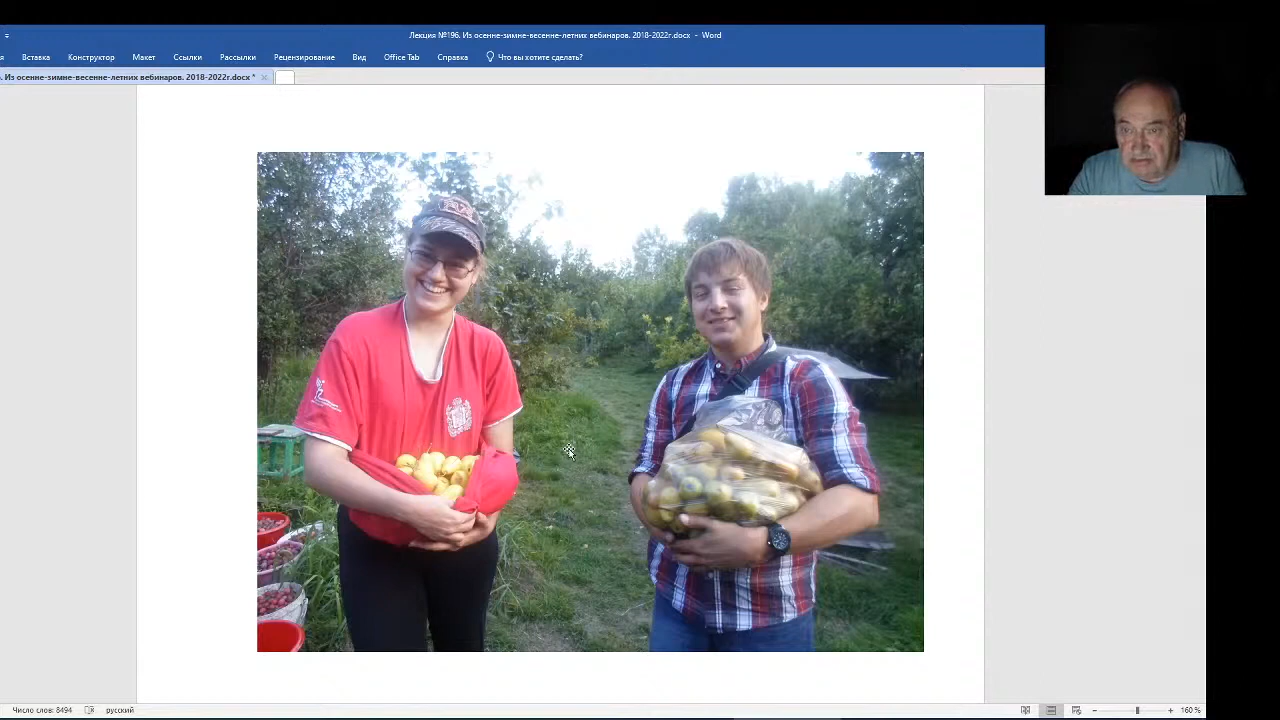 Лекция №196. Из осенне-зимне-весенне-летних вебинаров. 2018-2022г.docx - Word
Вставка Конструктор Макет Ссылки Рассылки Рецензирование Вид Office Tab Справка Что вы хотите сделать?
. Из осенне-зимне-весенне-летних вебинаров. 2018-2022г.docx *
Число слов: 8494 русский 160 %